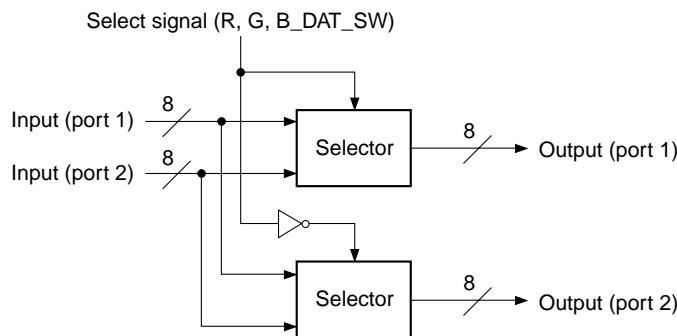 Select signal (R, G, B_DAT_SW)
8
Input (port 1)
8
Selector
Output (port 1)
8
Input (port 2)
8
Selector
Output (port 2)